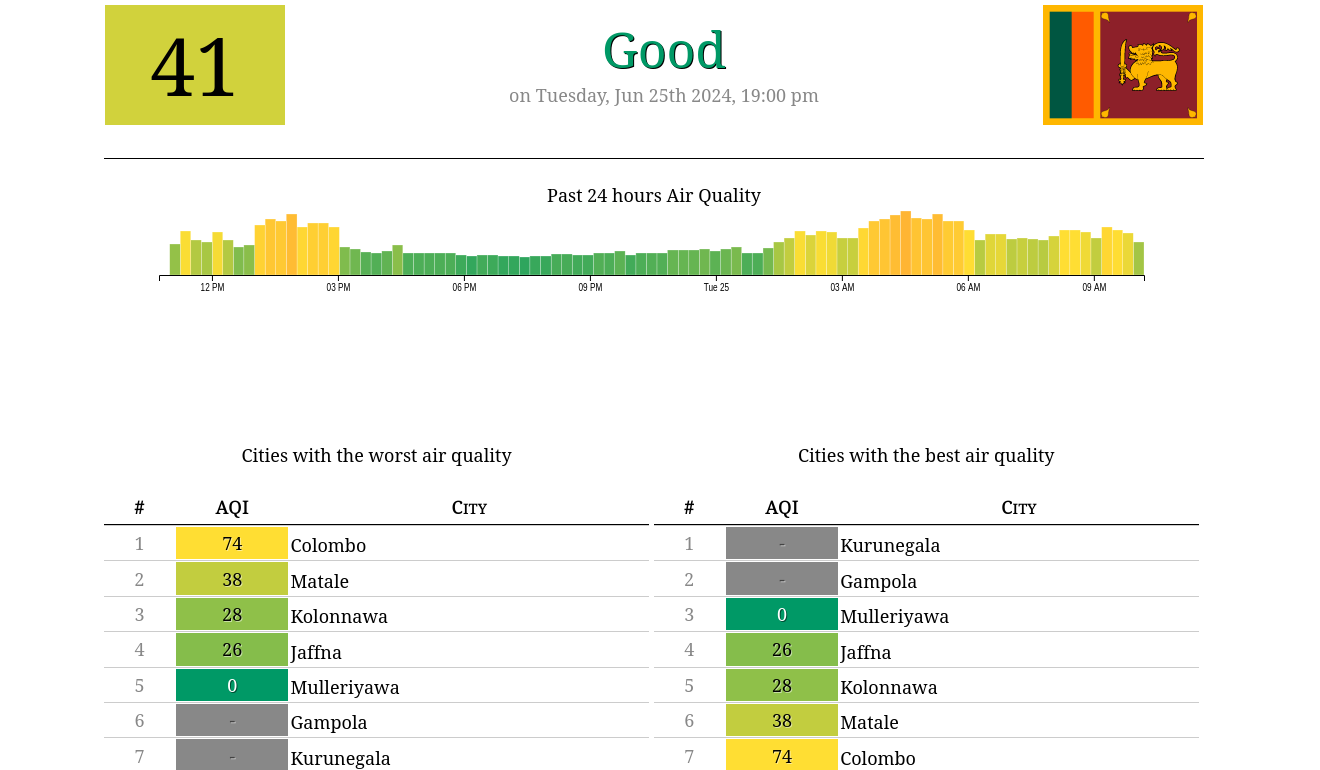 41
Good
on Tuesday, Jun 25th 2024, 19:00 pm
Past 24 hours Air Quality
12 PM 03 PM 06 PM 09 PM Tue 25 03 AM 06 AM 09 AM
Cities with the worst air quality
# AQI City
1 74 Colombo
2 38 Matale
3 28 Kolonnawa
4 26 Jaffna
5 0 Mulleriyawa
6 - Gampola
7 - Kurunegala
Cities with the best air quality
# AQI City
1 - Kurunegala
2 - Gampola
3 0 Mulleriyawa
4 26 Jaffna
5 28 Kolonnawa
6 38 Matale
7 74 Colombo